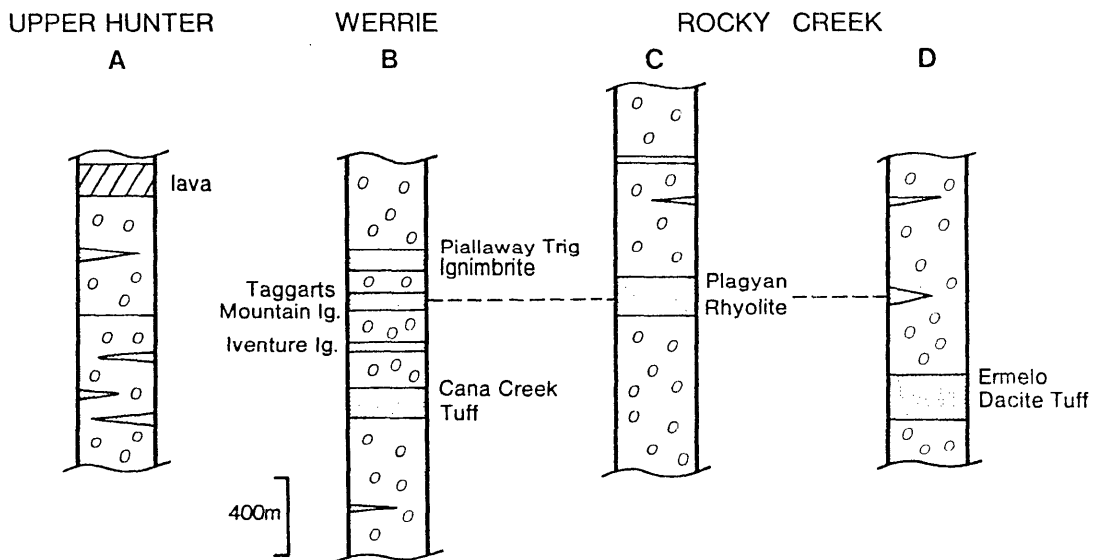 UPPER HUNTER
WERRIE
ROCKY CREEK
A
B
C
D
lava
Piallaway Trig
Ignimbrite
Taggarts
Mountain Ig.
Iventure Ig.
Cana Creek
Tuff
Plagyan
Rhyolite
Ermelo
Dacite Tuff
400m